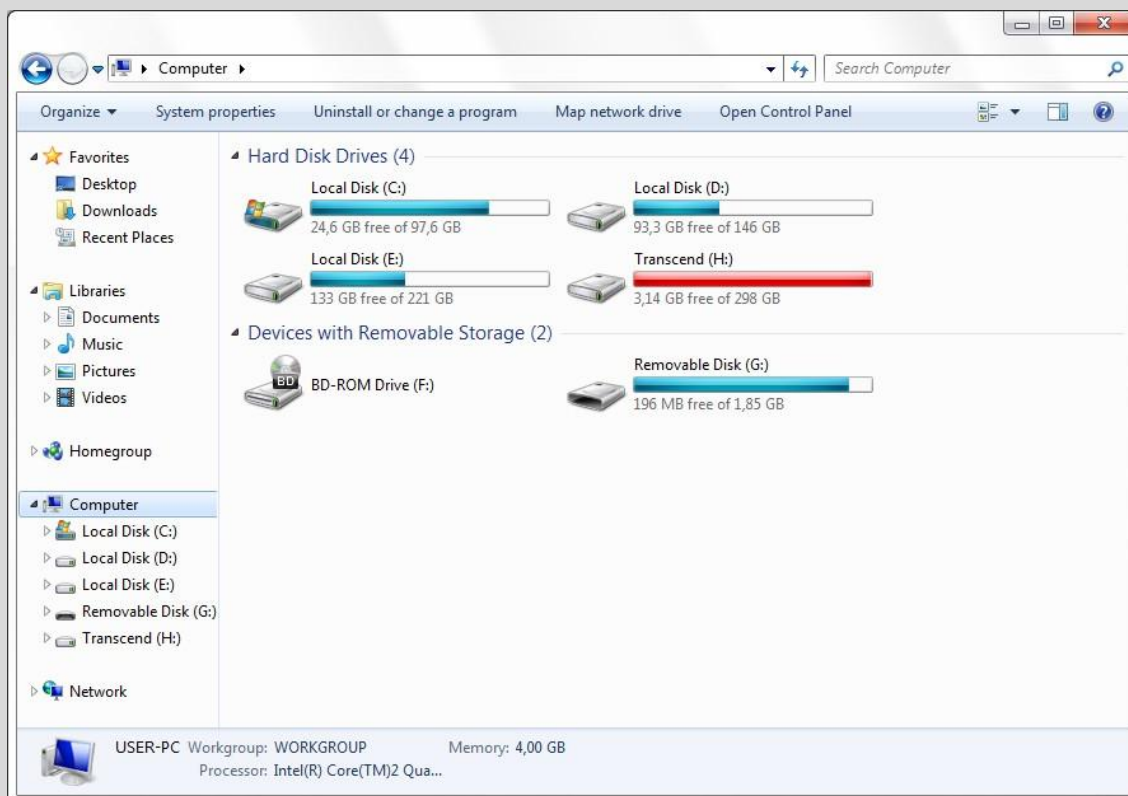 Computer
Search Computer
Organize System properties Uninstall or change a program Map network drive Open Control Panel
Favorites
Desktop
Downloads
Recent Places
Libraries
Documents
Music
Pictures
Videos
Homegroup
Computer
Local Disk (C:)
Local Disk (D:)
Local Disk (E:)
Removable Disk (G:)
Transcend (H:)
Network
Hard Disk Drives (4)
Local Disk (C:)
24,6 GB free of 97,6 GB
Local Disk (D:)
93,3 GB free of 146 GB
Local Disk (E:)
133 GB free of 221 GB
Transcend (H:)
3,14 GB free of 298 GB
Devices with Removable Storage (2)
BD
BD-ROM Drive (F:)
Removable Disk (G:)
196 MB free of 1,85 GB
USER-PC Workgroup: WORKGROUP Memory: 4,00 GB
Processor: Intel(R) Core(TM)2 Qua...